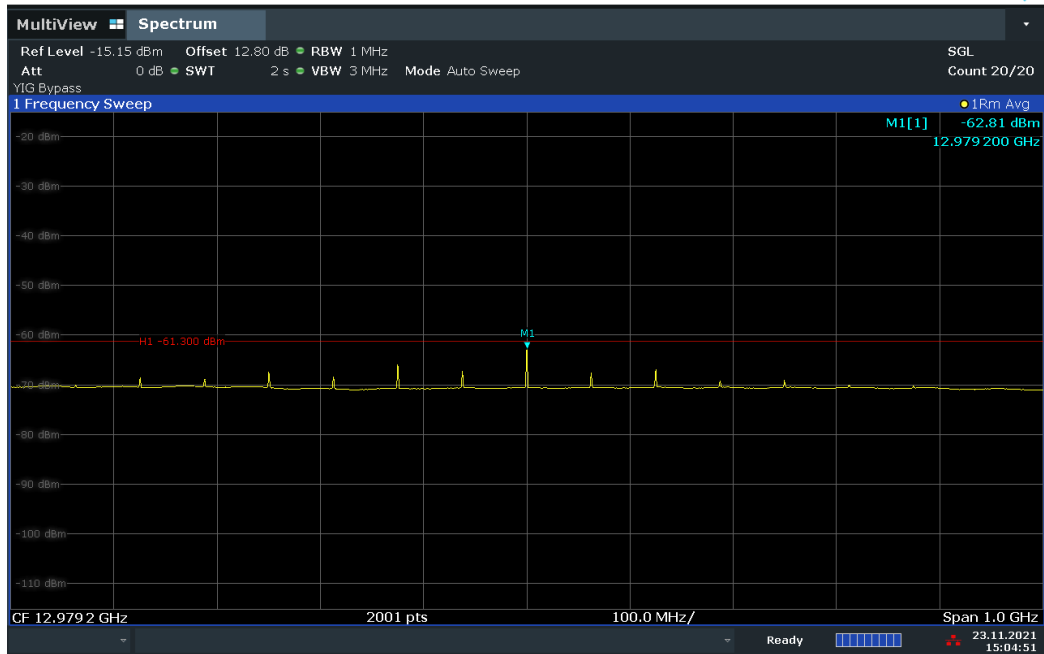 MultiView Spectrum
Ref Level -15.15 dBm Offset 12.80 dB RBW 1 MHz SGL
Att 0 dB SWT 2 s VBW 3 MHz Mode Auto Sweep Count 20/20
YIG Bypass
1 Frequency Sweep 1Rm Avg
M1[1] -62.81 dBm
12.979 200 GHz
-20 dBm
-30 dBm
-40 dBm
-50 dBm
-60 dBm
M1
H1 -61.300 dBm
-70 dBm
-80 dBm
-90 dBm
-100 dBm
-110 dBm
CF 12.979 2 GHz 2001 pts 100.0 MHz/ Span 1.0 GHz
Ready 23.11.2021
15:04:51